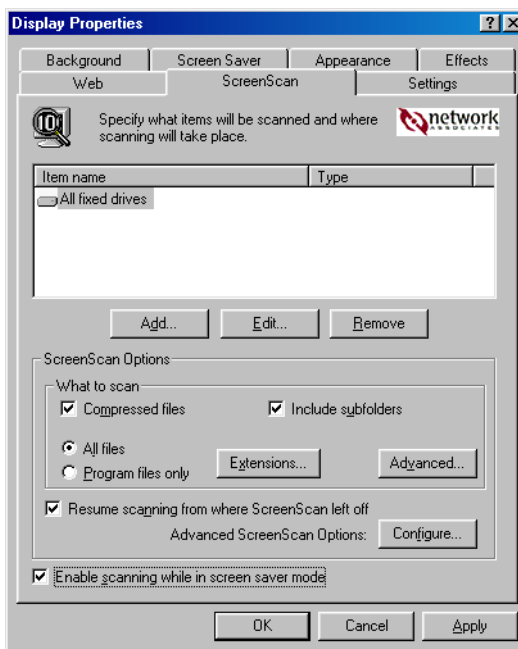 Display Properties
Background Screen Saver Appearance Effects
Web ScreenScan Settings
Specify what items will be scanned and where
scanning will take place.
network
ASSOCIATES
Item name Type
All fixed drives
Add... Edit... Remove
ScreenScan Options
What to scan
Compressed files Include subfolders
All files
Program files only Extensions... Advanced...
Resume scanning from where ScreenScan left off
Advanced ScreenScan Options: Configure...
Enable scanning while in screen saver mode
OK Cancel Apply